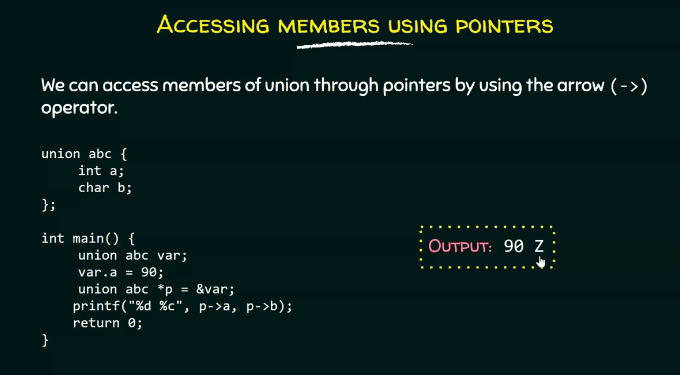 Accessing members using pointers
We can access members of union through pointers by using the arrow (->)
operator.
union abc {
int a;
char b;
};
int main() {
union abc var;
var.a = 90;
union abc *p = &var;
printf("%d %c", p->a, p->b);
return 0;
}
Output: 90 Z